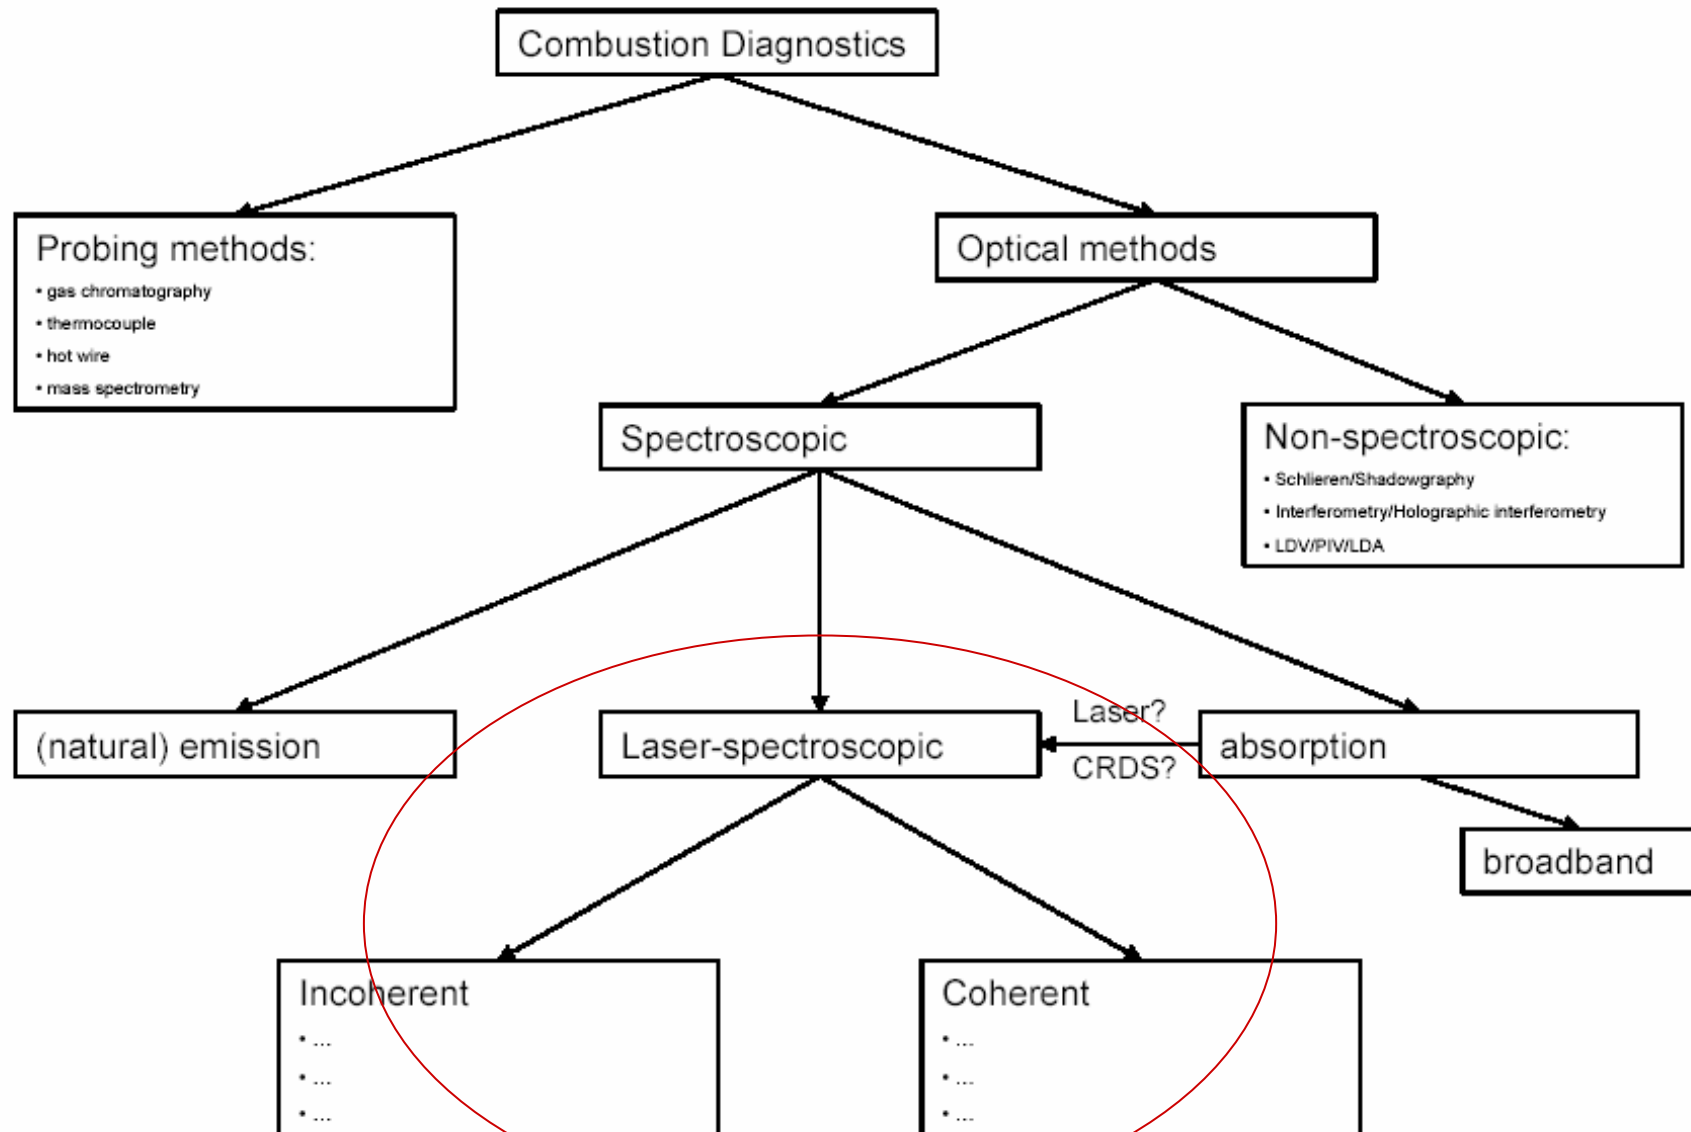 Combustion Diagnostics
Probing methods:
• gas chromatography
• thermocouple
• hot wire
• mass spectrometry
Optical methods
Spectroscopic
Non-spectroscopic:
• Schlieren/Shadowgraphy
• Interferometry/Holographic interferometry
• LDV/PIV/LDA
(natural) emission
Laser-spectroscopic
Laser?
CRDS?
absorption
broadband
Incoherent
• ...
• ...
• ...
Coherent
• ...
• ...
• ...